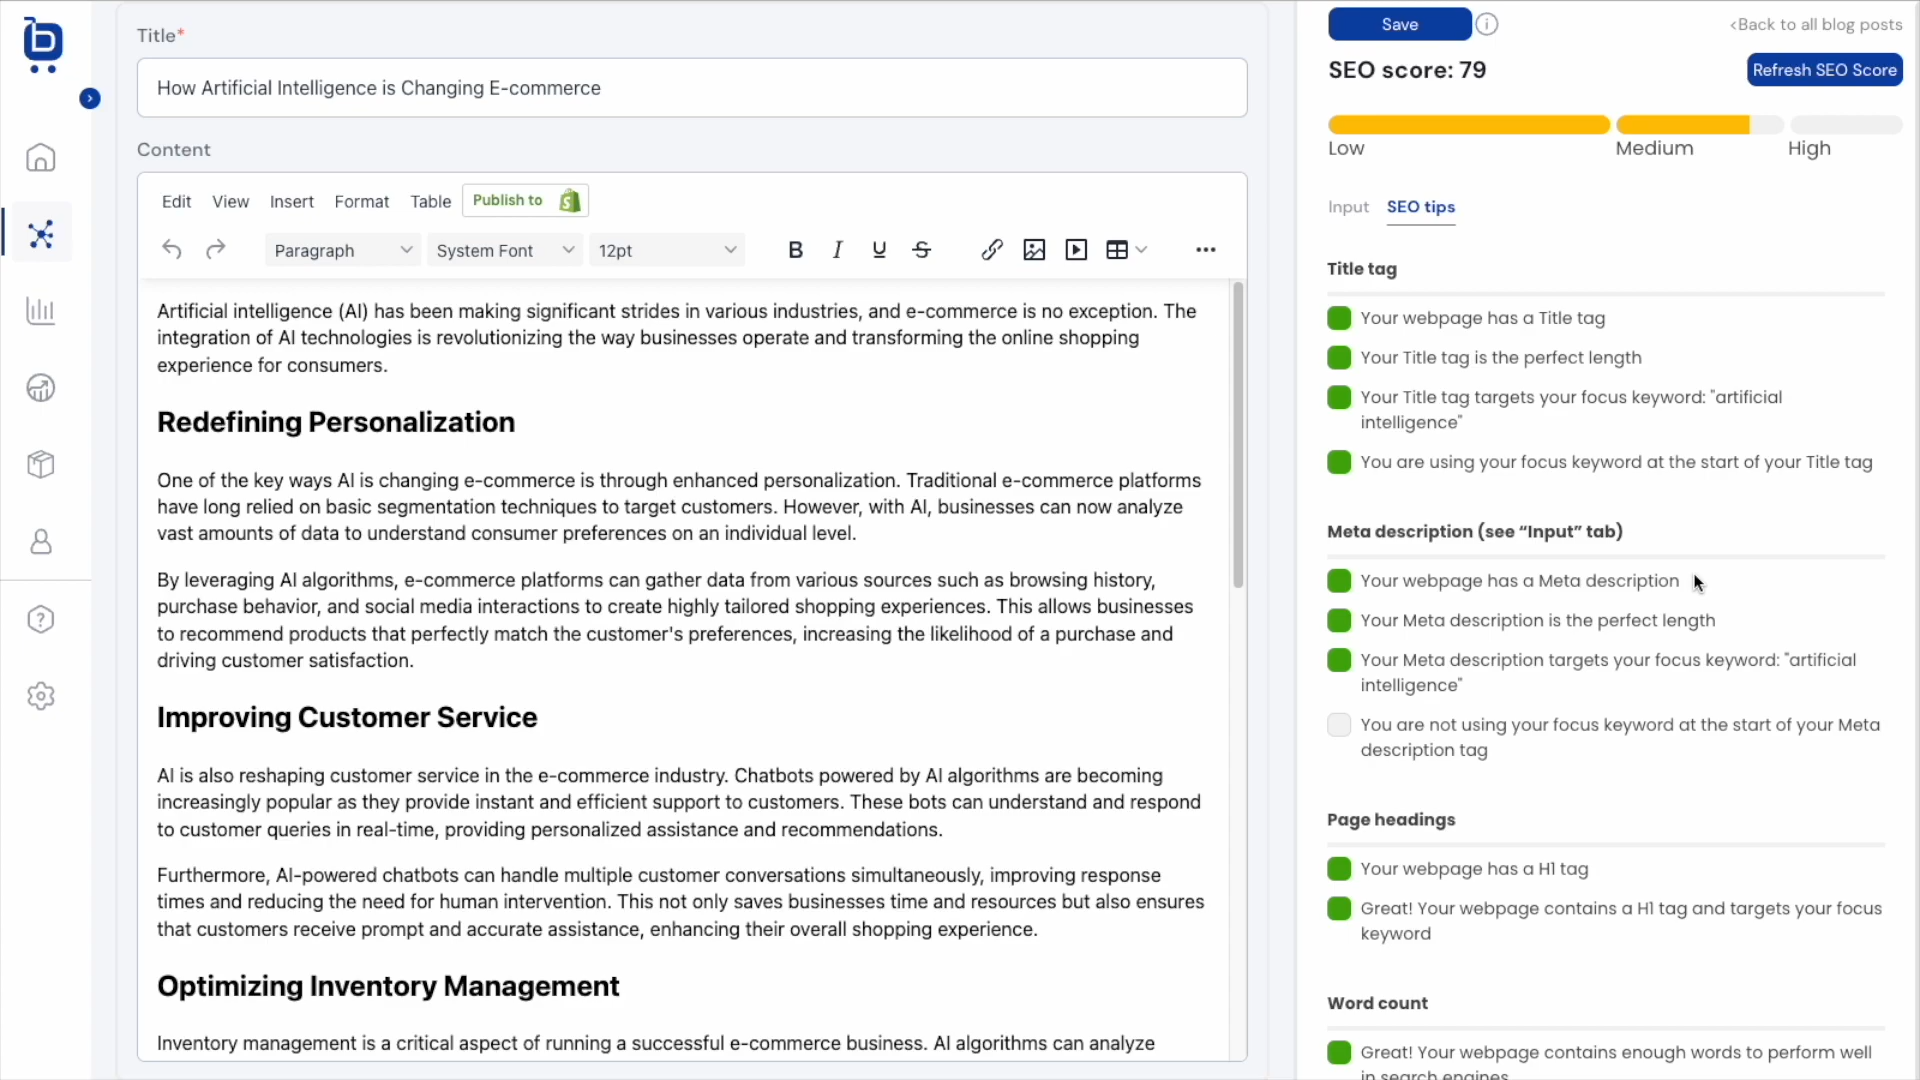 b
Title*
How Artificial Intelligence is Changing E-commerce
Content
Edit View Insert Format Table Publish to
Paragraph System Font 12pt B I U S
Artificial intelligence (AI) has been making significant strides in various industries, and e-commerce is no exception. The
integration of AI technologies is revolutionizing the way businesses operate and transforming the online shopping
experience for consumers.
Redefining Personalization
One of the key ways AI is changing e-commerce is through enhanced personalization. Traditional e-commerce platforms
have long relied on basic segmentation techniques to target customers. However, with AI, businesses can now analyze
vast amounts of data to understand consumer preferences on an individual level.
By leveraging AI algorithms, e-commerce platforms can gather data from various sources such as browsing history,
purchase behavior, and social media interactions to create highly tailored shopping experiences. This allows businesses
to recommend products that perfectly match the customer's preferences, increasing the likelihood of a purchase and
driving customer satisfaction.
Improving Customer Service
AI is also reshaping customer service in the e-commerce industry. Chatbots powered by AI algorithms are becoming
increasingly popular as they provide instant and efficient support to customers. These bots can understand and respond
to customer queries in real-time, providing personalized assistance and recommendations.
Furthermore, AI-powered chatbots can handle multiple customer conversations simultaneously, improving response
times and reducing the need for human intervention. This not only saves businesses time and resources but also ensures
that customers receive prompt and accurate assistance, enhancing their overall shopping experience.
Optimizing Inventory Management
Inventory management is a critical aspect of running a successful e-commerce business. AI algorithms can analyze
Save
<Back to all blog posts
SEO score: 79
Refresh SEO Score
Low Medium High
Input SEO tips
Title tag
Your webpage has a Title tag
Your Title tag is the perfect length
Your Title tag targets your focus keyword: "artificial
intelligence"
You are using your focus keyword at the start of your Title tag
Meta description (see “Input” tab)
Your webpage has a Meta description
Your Meta description is the perfect length
Your Meta description targets your focus keyword: "artificial
intelligence"
You are not using your focus keyword at the start of your Meta
description tag
Page headings
Your webpage has a H1 tag
Great! Your webpage contains a H1 tag and targets your focus
keyword
Word count
Great! Your webpage contains enough words to perform well
in search engines